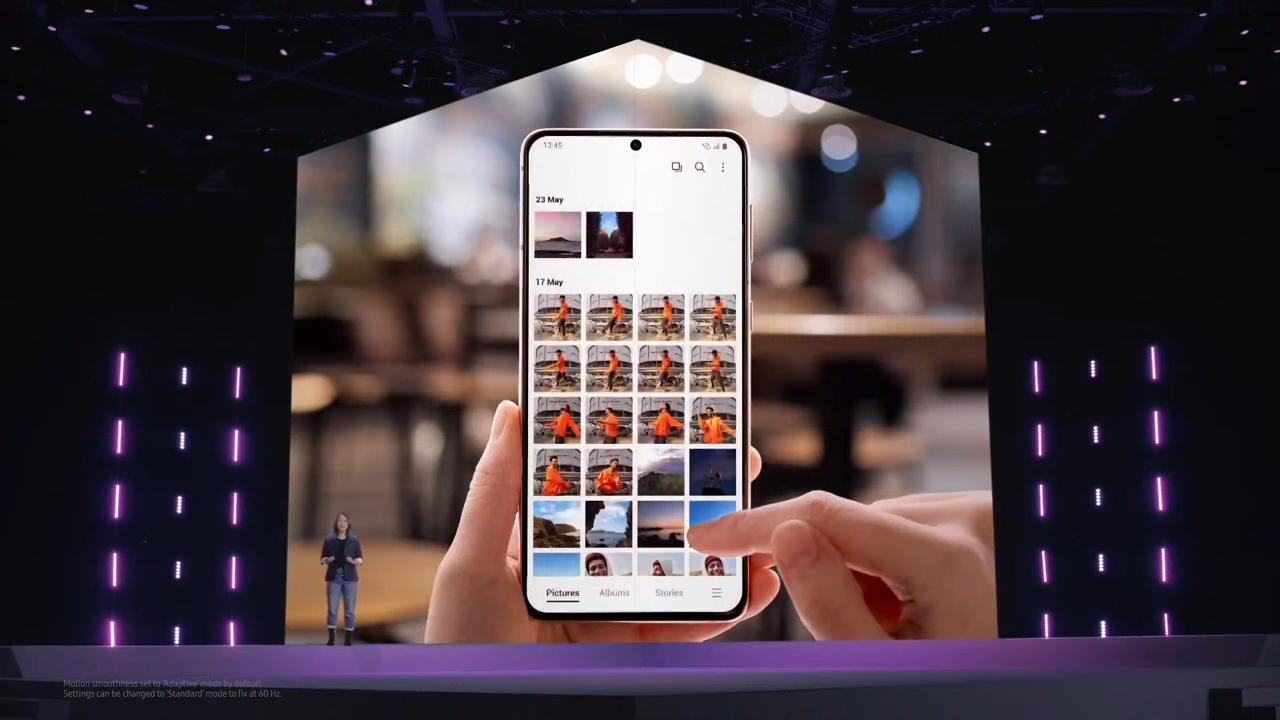 12:45
23 May
17 May
Pictures Albums Stories
Motion smoothness set to 'Adaptive' mode by default.
Settings can be changed to 'Standard' mode to fix at 60 Hz.